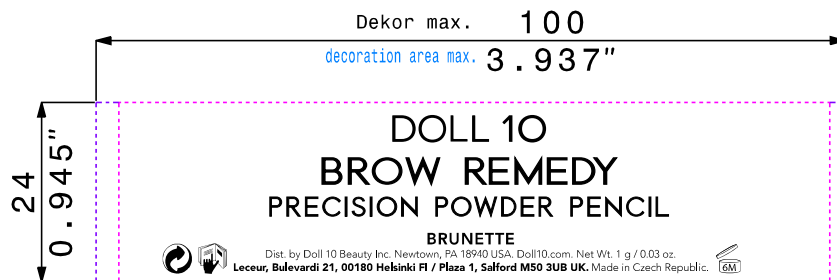 Dekor max. 100
decoration area max. 3.937"
24
0.945"
DOLL 10
BROW REMEDY
PRECISION POWDER PENCIL
BRUNETTE
Dist. by Doll 10 Beauty Inc. Newtown, PA 18940 USA. Doll10.com. Net Wt. 1 g / 0.03 oz.
Leceur, Bulevardi 21, 00180 Helsinki FI / Plaza 1, Salford M50 3UB UK. Made in Czech Republic.
6M